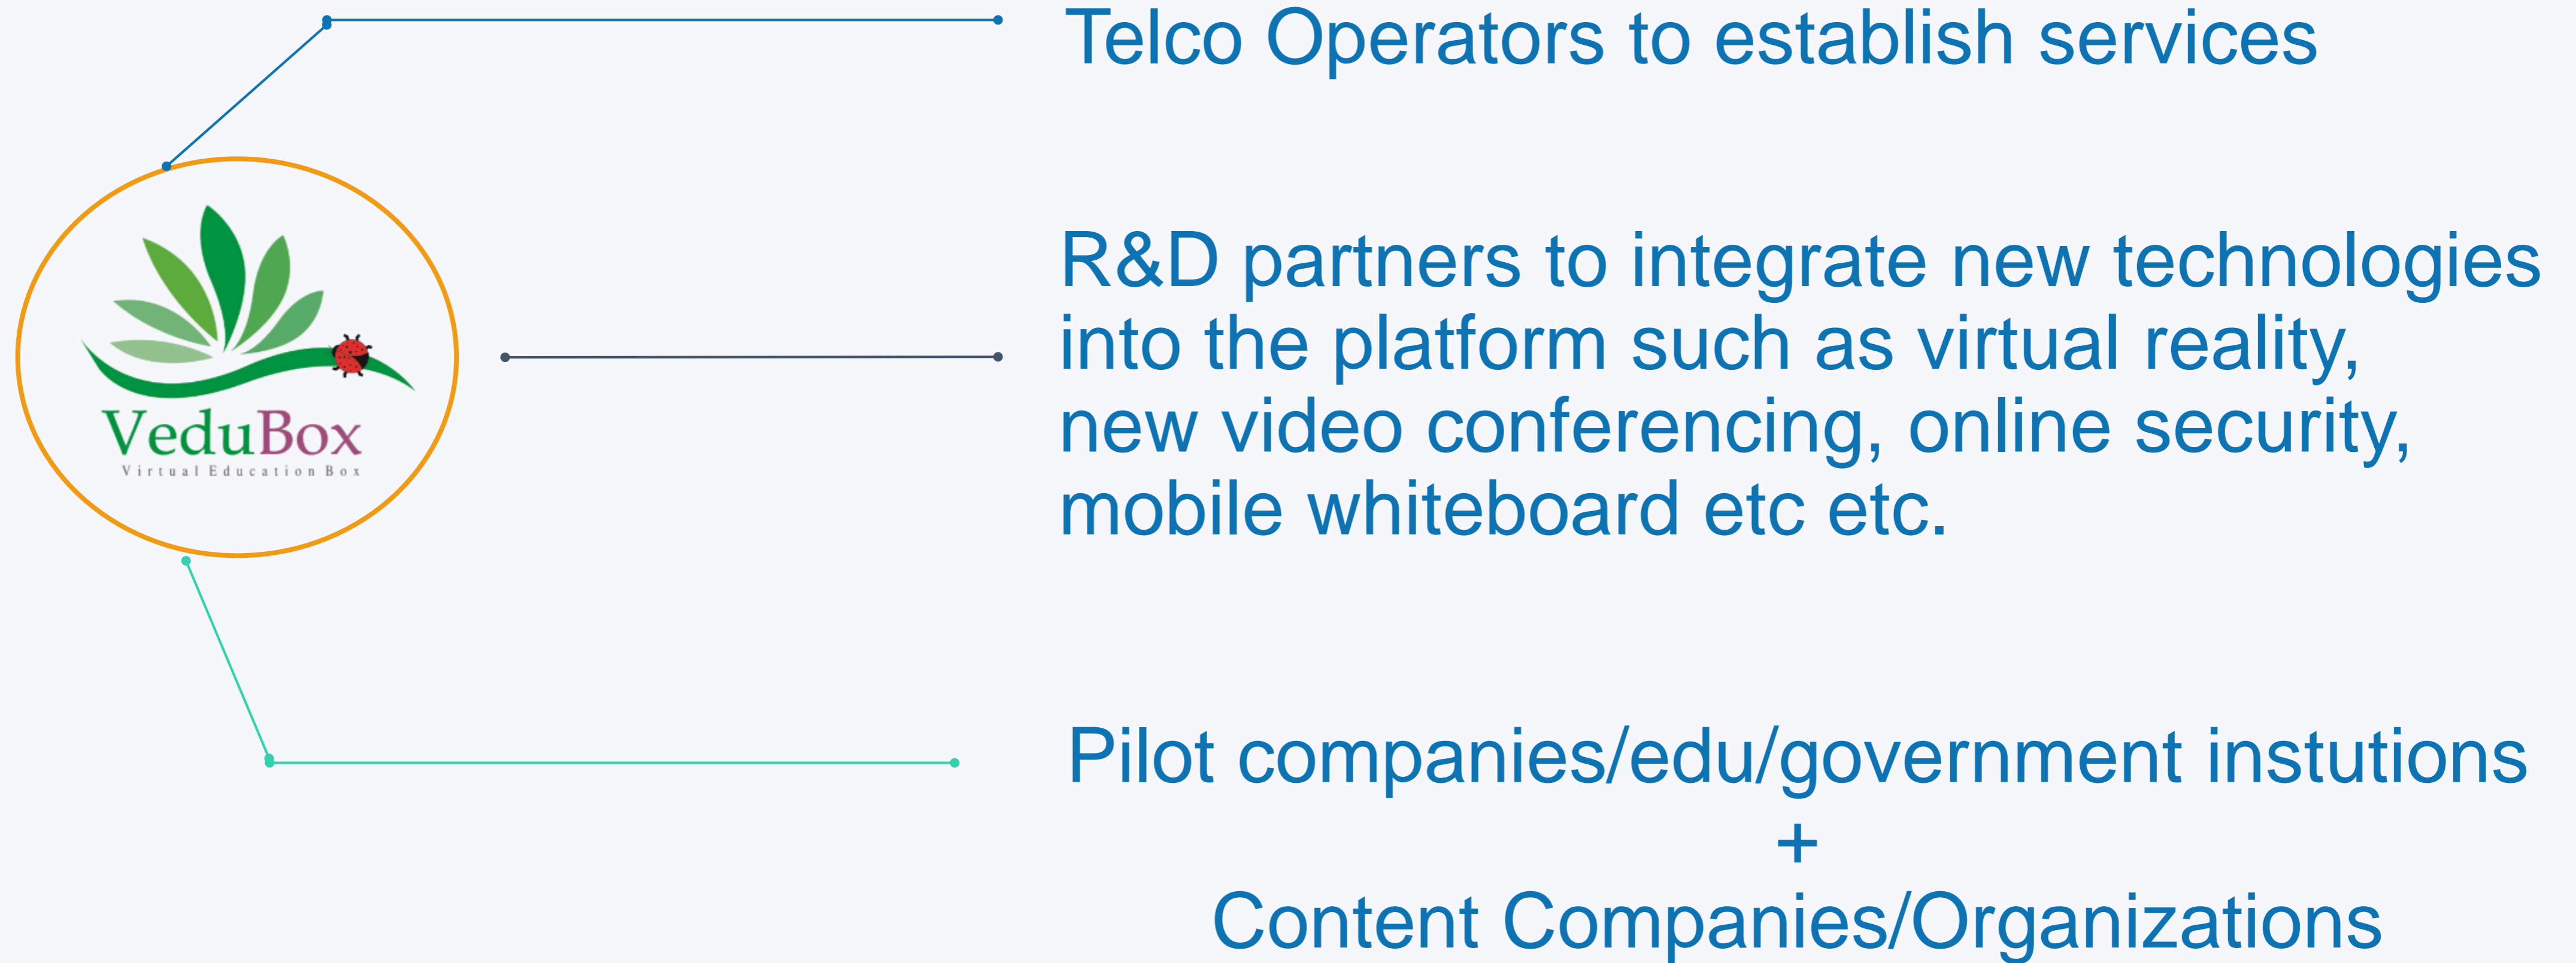 Telco Operators to establish services
R&D partners to integrate new technologies
into the platform such as virtual reality,
new video conferencing, online security,
mobile whiteboard etc etc.
VeduBox
Virtual Education Box
Pilot companies/edu/government instutions
+
Content Companies/Organizations